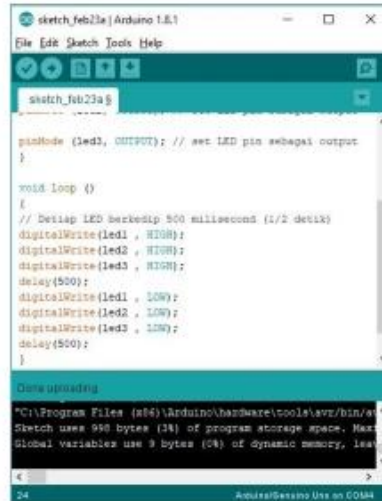 sketch_feb23a | Arduino 1.8.1
File Edit Sketch Tools Help
sketch_feb23a §
pinMode (led3, OUTPUT); // set LED pin sebagai output
}
void loop ()
{
// Setiap LED berkedip 500 milisecond (1/2 detik)
digitalWrite(led1 , HIGH);
digitalWrite(led2 , HIGH);
digitalWrite(led3 , HIGH);
delay(500);
digitalWrite(led1 , LOW);
digitalWrite(led2 , LOW);
digitalWrite(led3 , LOW);
delay(500);
}
Done uploading
"C:\Program Files (x86)\Arduino\hardware\tools\avr/bin/av
Sketch uses 998 bytes (3%) of program storage space. Maxi
Global variables use 9 bytes (0%) of dynamic memory, leav
24
Arduino/Genuino Uno on COM4